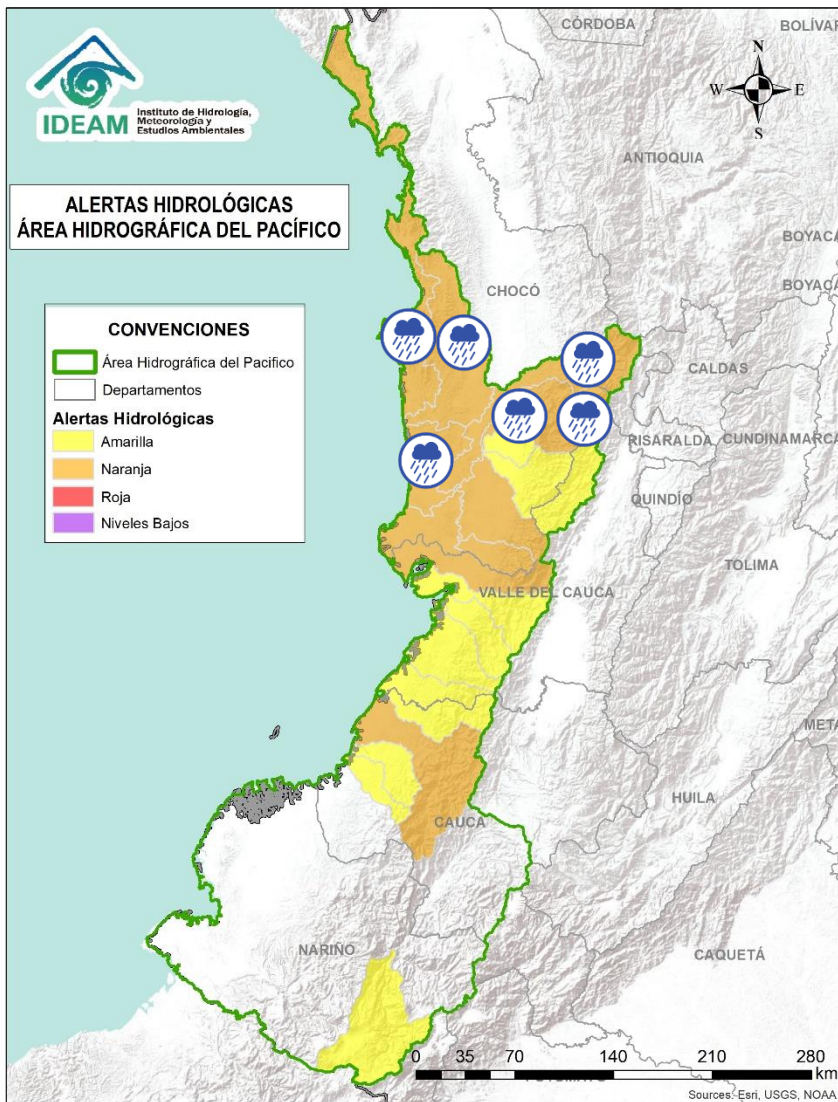 CÓRDOBA
BOLÍVAR
IDEAM
Instituto de Hidrología,
Meteorología y
Estudios Ambientales
N
W E
S
ANTIOQUIA
ALERTAS HIDROLÓGICAS
ÁREA HIDROGRÁFICA DEL PACÍFICO
BOYACÁ
BOYACÁ
CHOCÓ
CONVENCIONES
Área Hidrográfica del Pacifico
Departamentos
Alertas Hidrológicas
Amarilla
Naranja
Roja
Niveles Bajos
CALDAS
RISARALDA
CUNDINAMARCA
QUINDÍO
TOLIMA
VALLE DEL CAUCA
META
HUILA
CAUCA
NARIÑO
CAQUETÁ
0 35 70 140 210 280
km
Sources: Esri, USGS, NOAA